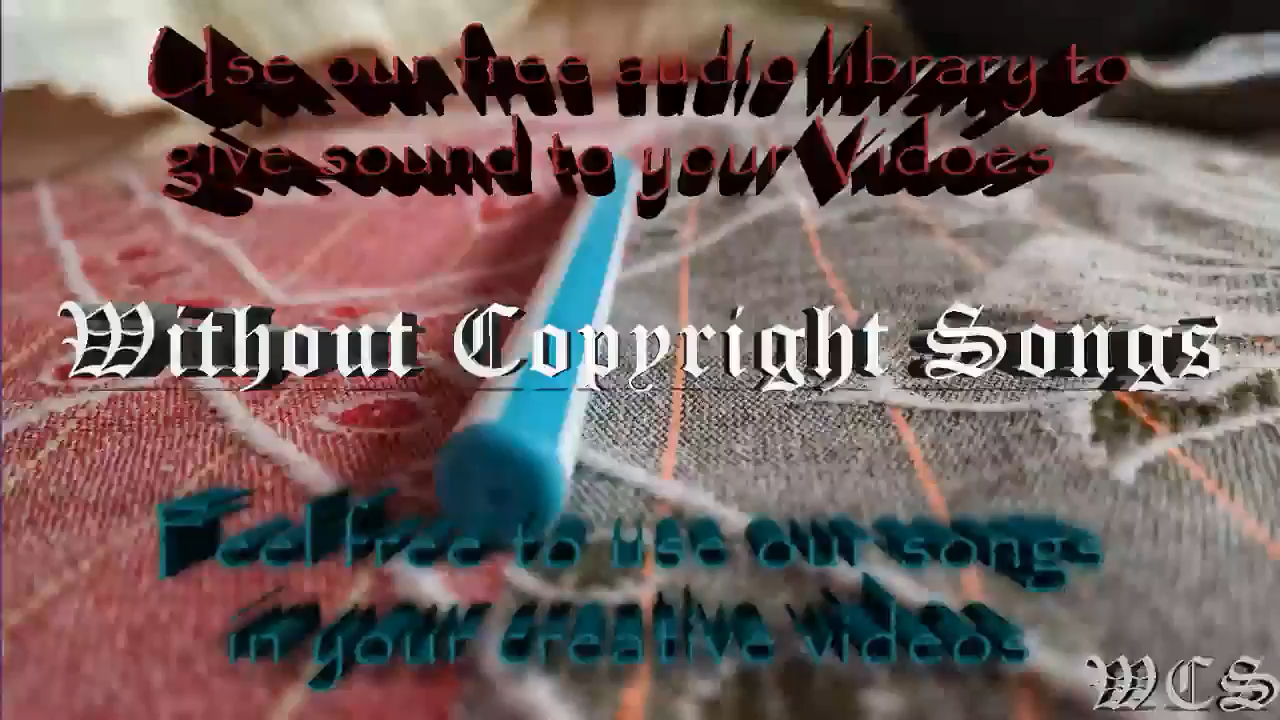 Use our free audio library to
give sound to your Vidoes
Without Copyright Songs
Feel free to use our songs
in your creative videos
WCS